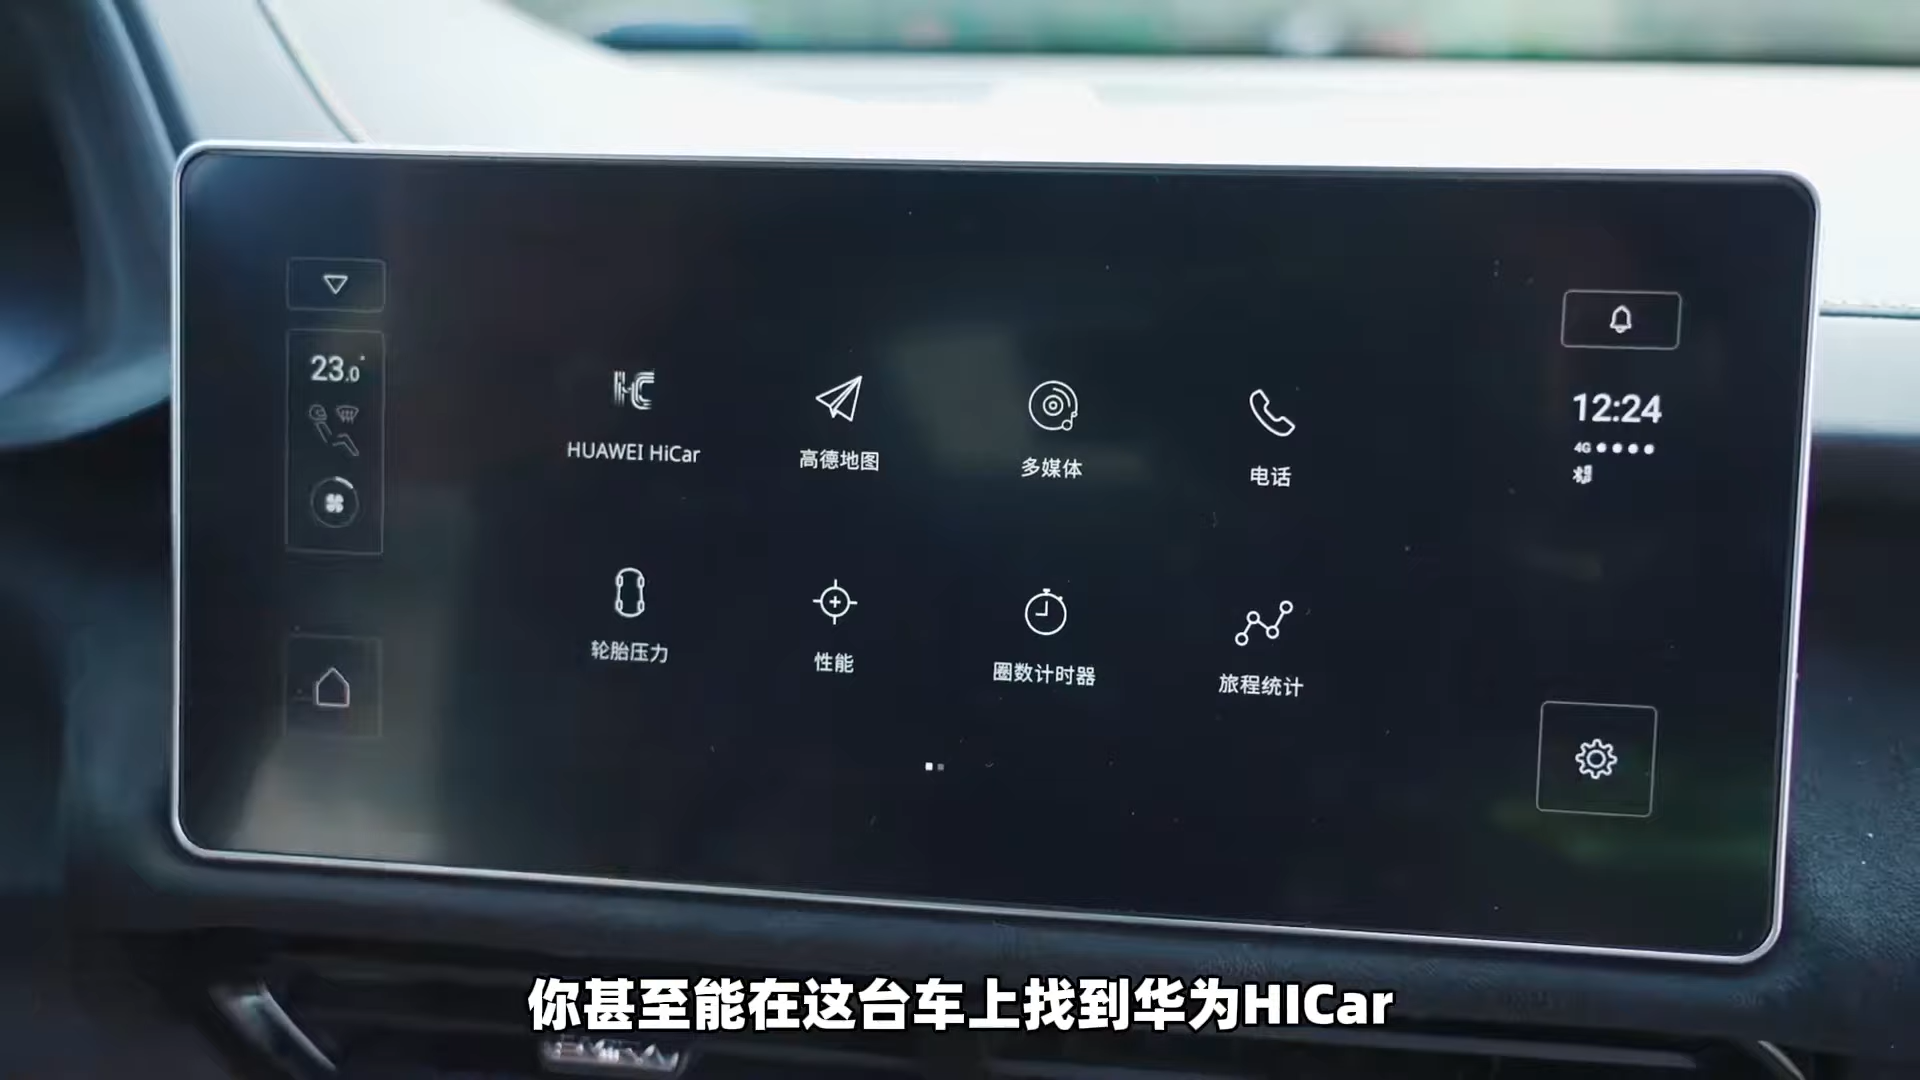 23.0°
HUAWEI HiCar
高德地图
多媒体
电话
12:24
4G
轮胎压力
性能
圈数计时器
旅程统计
你甚至能在这台车上找到华为HICar